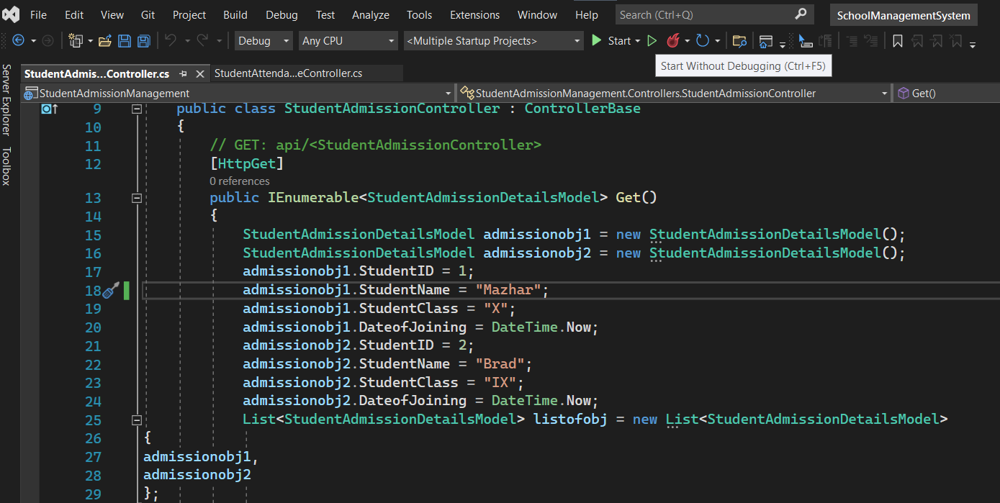 File Edit View Git Project Build Debug Test Analyze Tools Extensions Window Help Search (Ctrl+Q) SchoolManagementSystem
Debug Any CPU <Multiple Startup Projects> Start
Start Without Debugging (Ctrl+F5)
Server Explorer
Toolbox
StudentAdmis...Controller.cs StudentAttenda...eController.cs
StudentAdmissionManagement StudentAdmissionManagement.Controllers.StudentAdmissionController Get()
9 public class StudentAdmissionController : ControllerBase
10 {
11 // GET: api/<StudentAdmissionController>
12 [HttpGet]
0 references
13 public IEnumerable<StudentAdmissionDetailsModel> Get()
14 {
15 StudentAdmissionDetailsModel admissionobj1 = new StudentAdmissionDetailsModel();
16 StudentAdmissionDetailsModel admissionobj2 = new StudentAdmissionDetailsModel();
17 admissionobj1.StudentID = 1;
18 admissionobj1.StudentName = "Mazhar";
19 admissionobj1.StudentClass = "X";
20 admissionobj1.DateofJoining = DateTime.Now;
21 admissionobj2.StudentID = 2;
22 admissionobj2.StudentName = "Brad";
23 admissionobj2.StudentClass = "IX";
24 admissionobj2.DateofJoining = DateTime.Now;
25 List<StudentAdmissionDetailsModel> listofobj = new List<StudentAdmissionDetailsModel>
26 {
27 admissionobj1,
28 admissionobj2
29 };